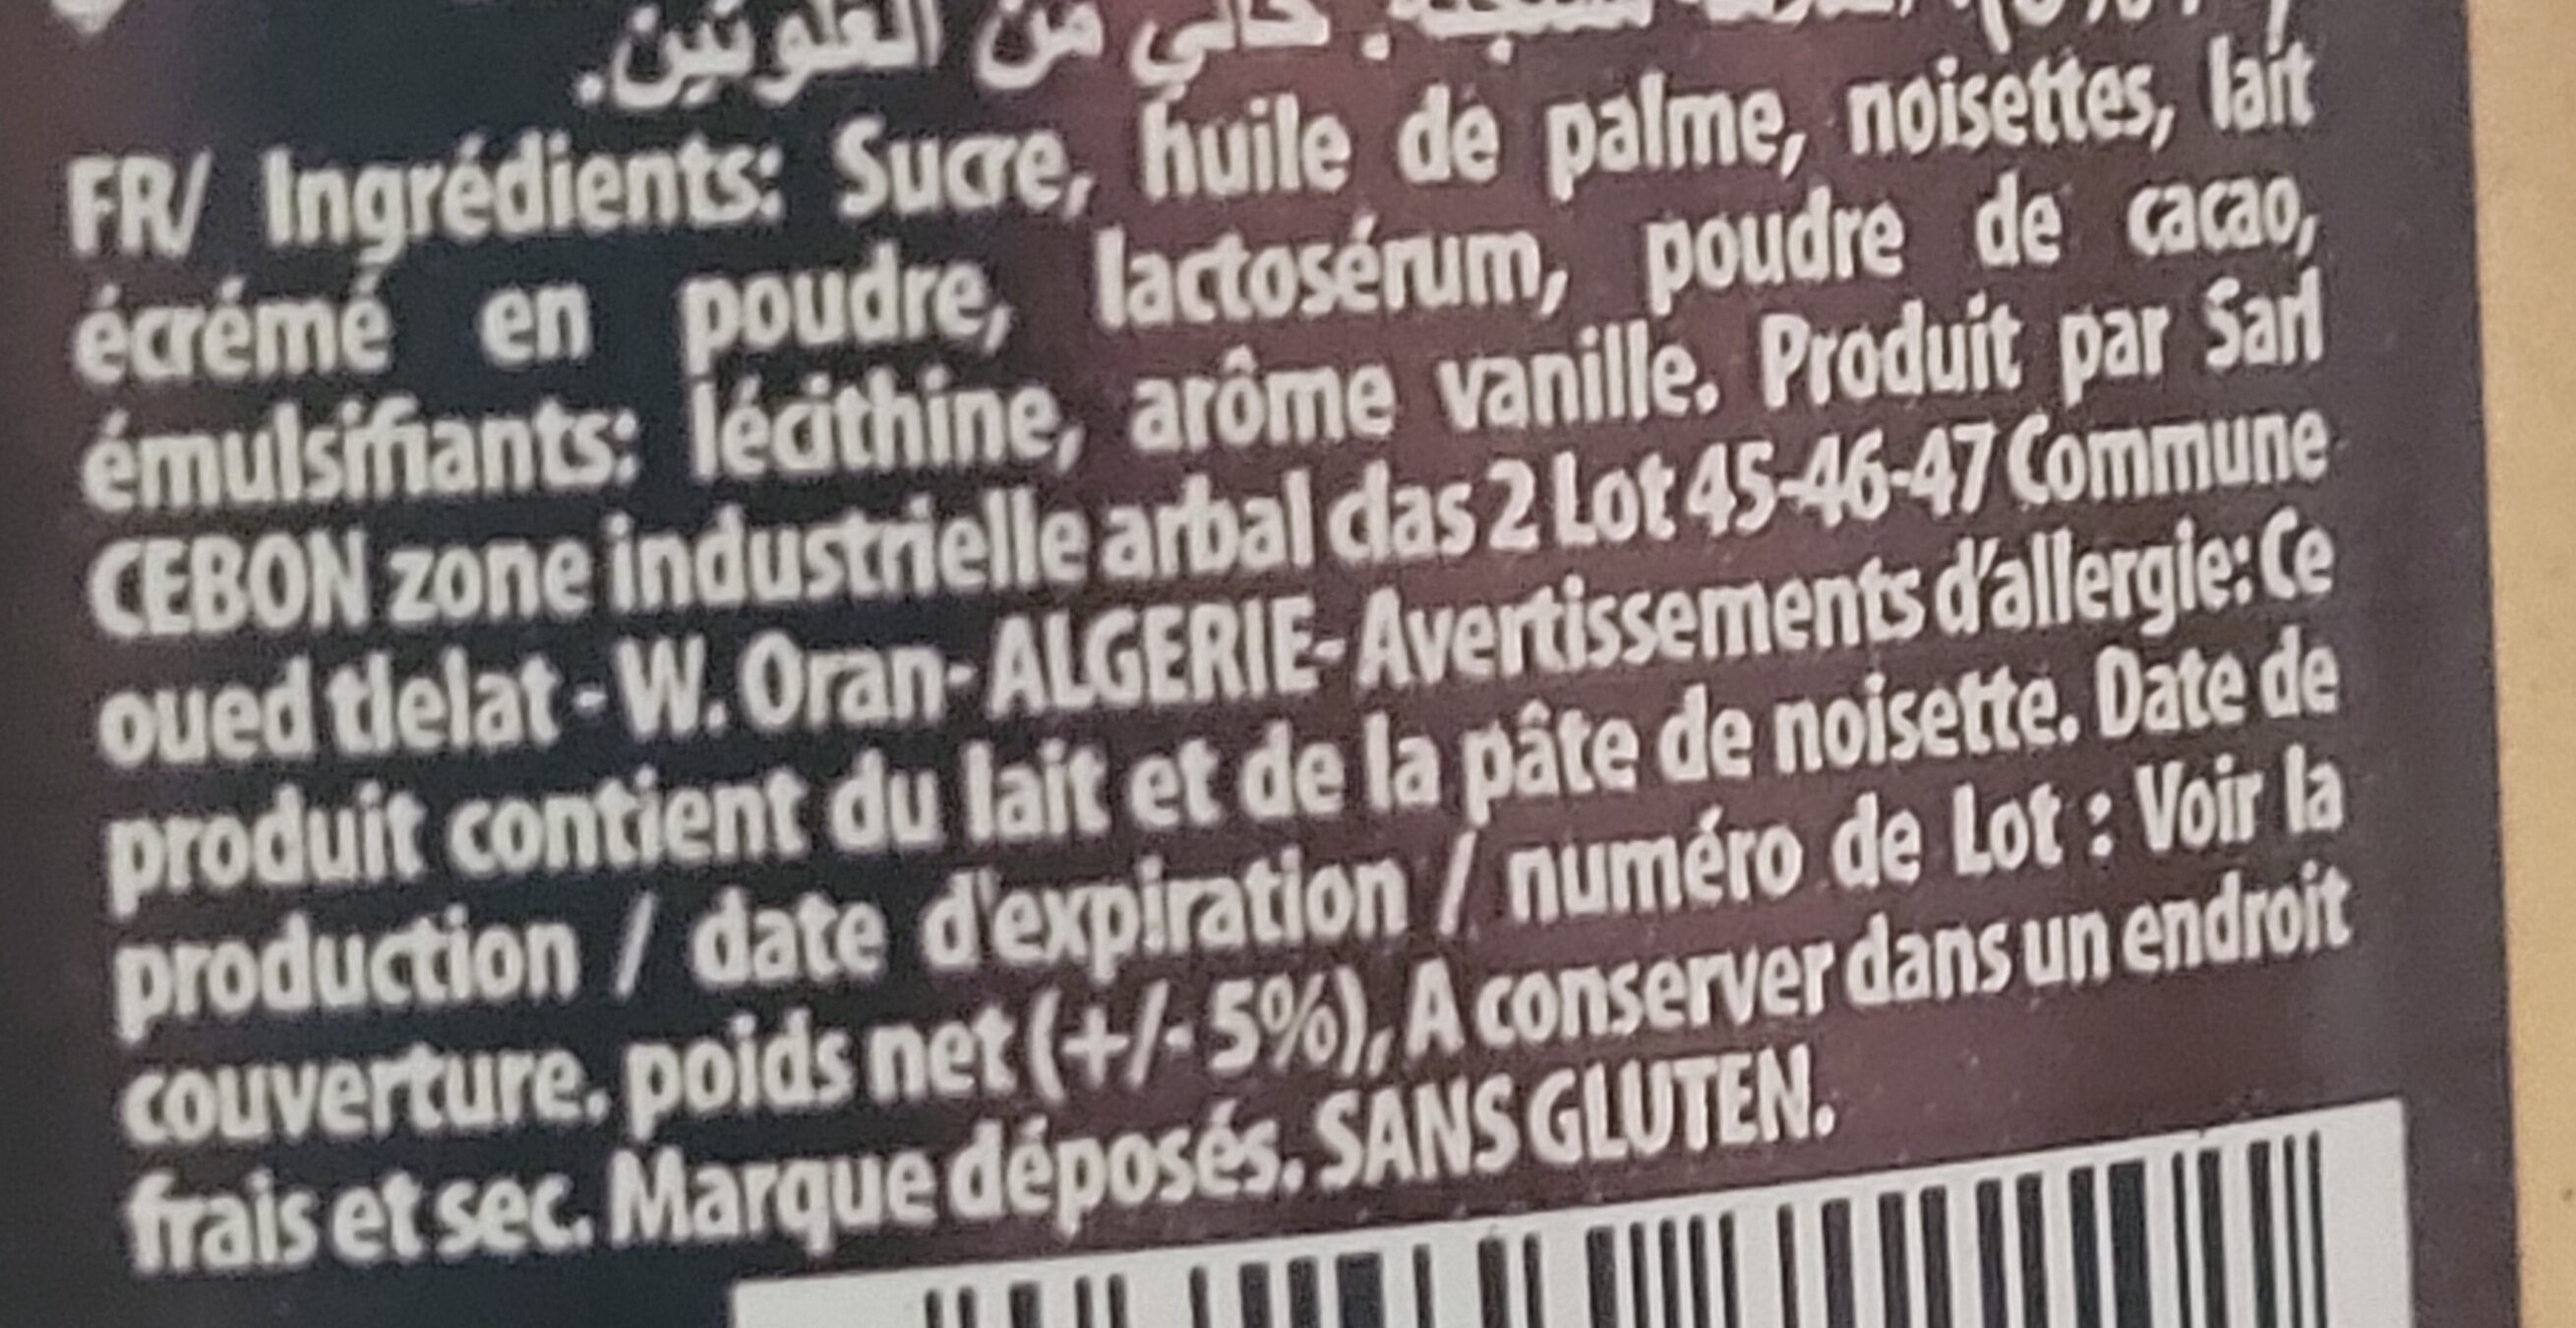 خالي من الغلوتين.
FR/ Ingrédients: Sucre, huile de palme, noisettes, lait
écrémé en poudre, lactosérum, poudre de cacao,
émulsifiants: lécithine, arôme vanille. Produit par Sarl
CEBON zone industrielle arbal clas 2 Lot 45-46-47 Commune
oued tlelat - W. Oran- ALGERIE- Avertissements d'allergie: Ce
produit contient du lait et de la pâte de noisette. Date de
production / date d'expiration / numéro de Lot : Voir la
couverture. poids net (+/- 5%), A conserver dans un endroit
frais et sec. Marque déposés. SANS GLUTEN.